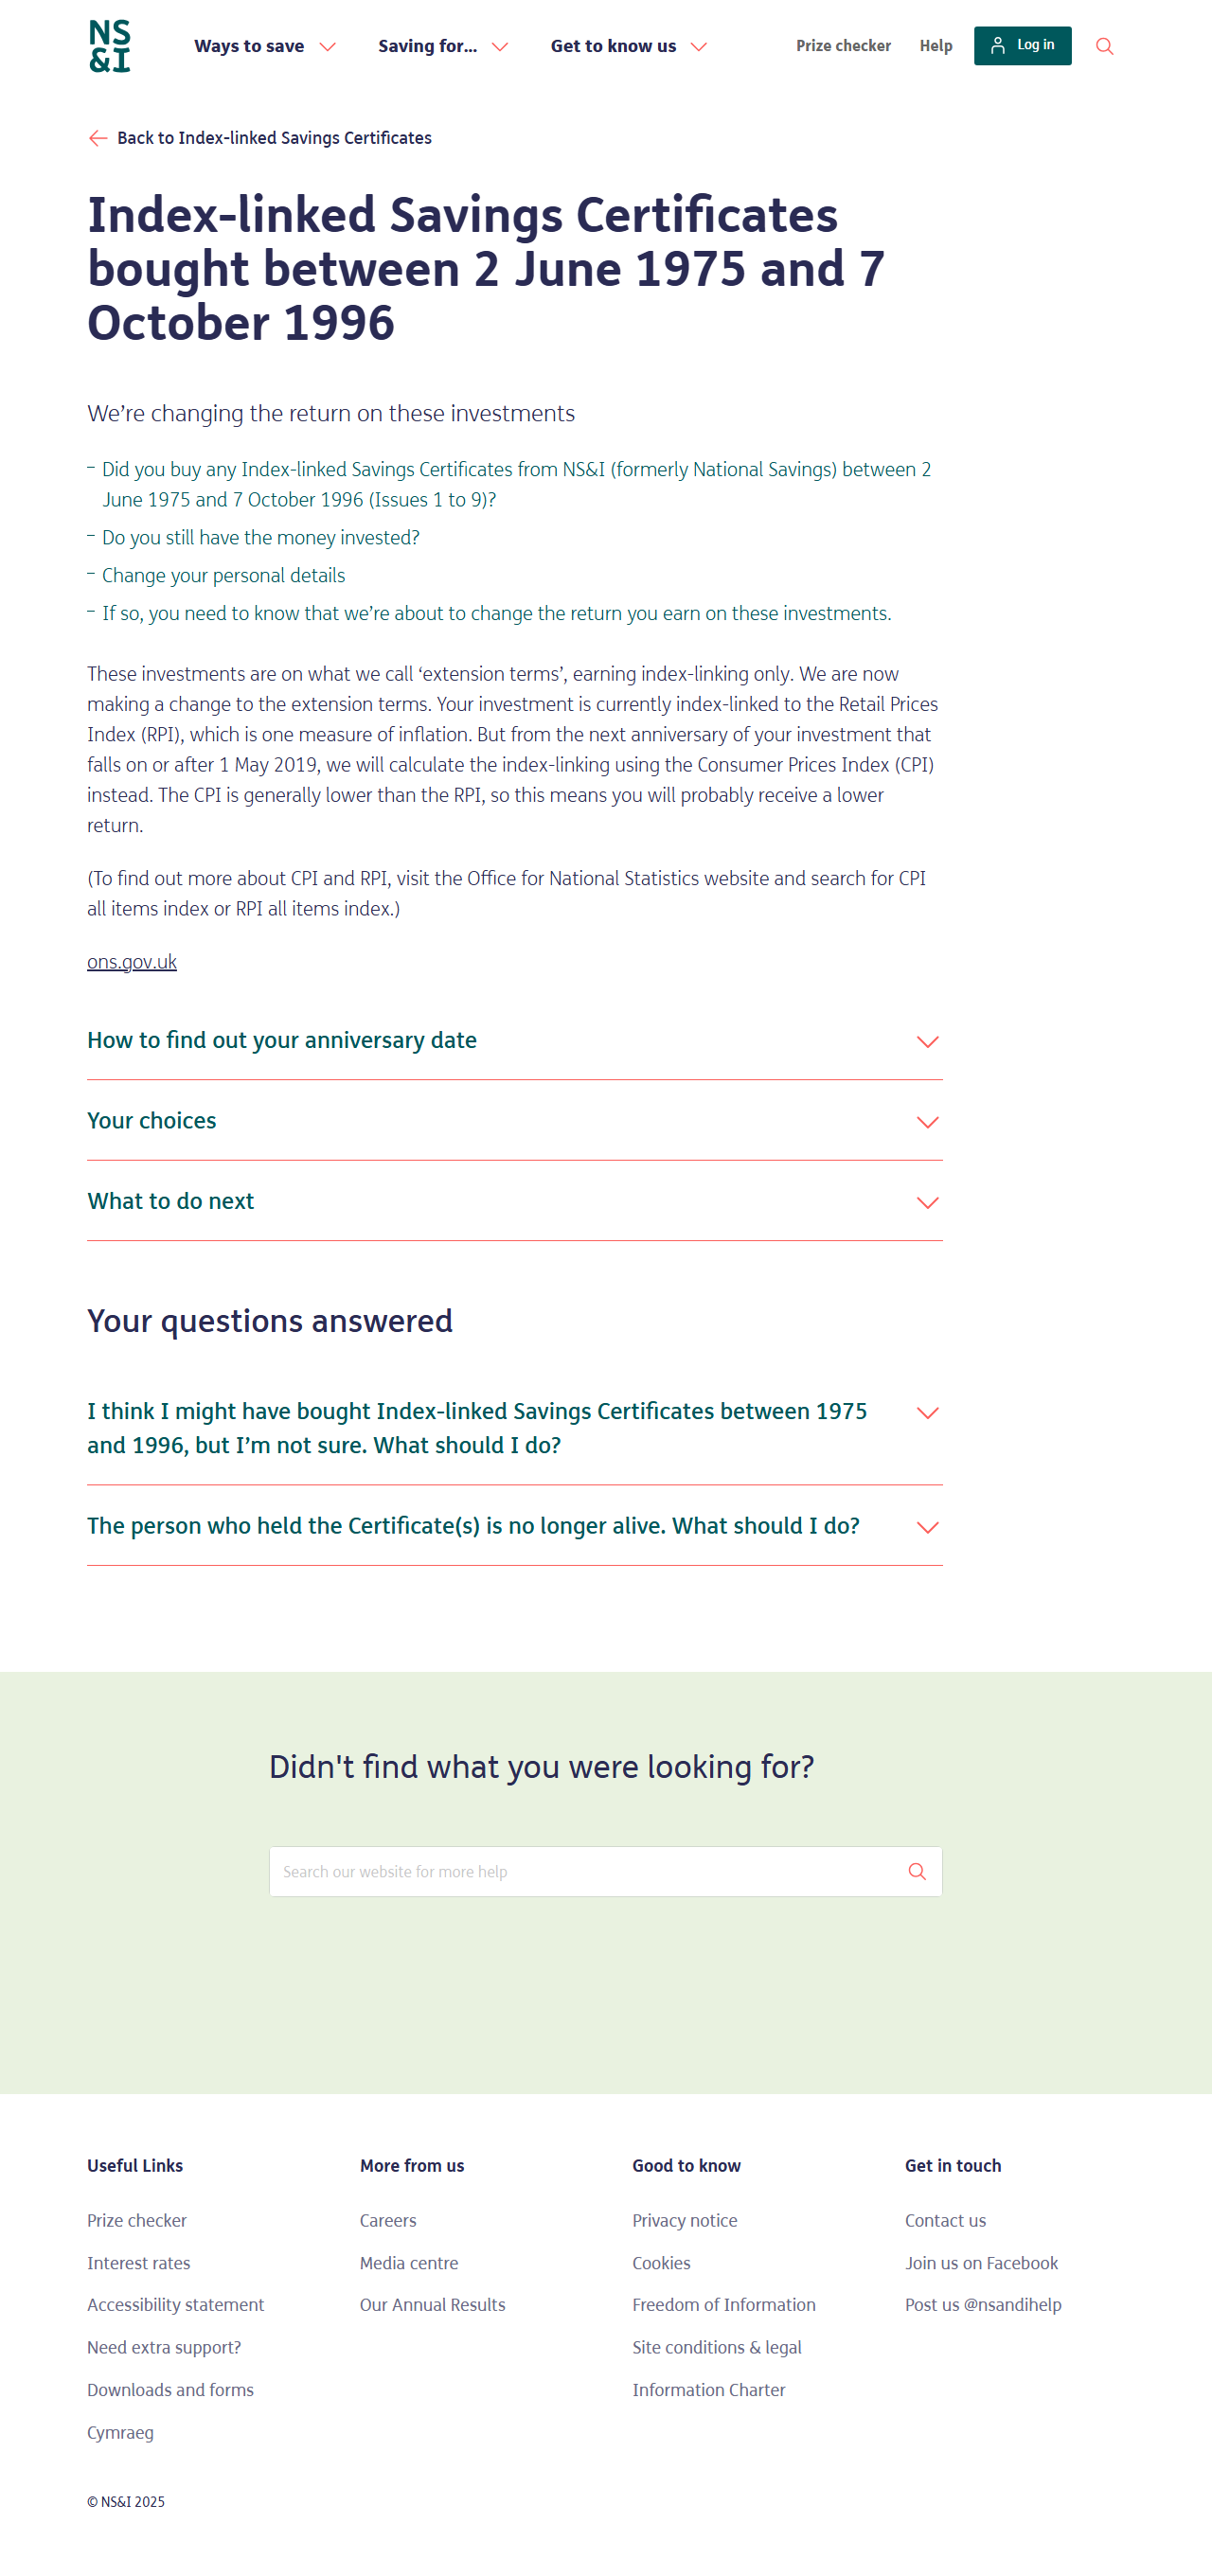 NS&I
Ways to save
Saving for...
Get to know us
Prize checker
Help
Log in
Back to Index-linked Savings Certificates
Index-linked Savings Certificates
bought between 2 June 1975 and 7
October 1996
We’re changing the return on these investments
– Did you buy any Index-linked Savings Certificates from NS&I (formerly National Savings) between 2
June 1975 and 7 October 1996 (Issues 1 to 9)?
– Do you still have the money invested?
– Change your personal details
– If so, you need to know that we’re about to change the return you earn on these investments.
These investments are on what we call ‘extension terms’, earning index-linking only. We are now
making a change to the extension terms. Your investment is currently index-linked to the Retail Prices
Index (RPI), which is one measure of inflation. But from the next anniversary of your investment that
falls on or after 1 May 2019, we will calculate the index-linking using the Consumer Prices Index (CPI)
instead. The CPI is generally lower than the RPI, so this means you will probably receive a lower
return.
(To find out more about CPI and RPI, visit the Office for National Statistics website and search for CPI
all items index or RPI all items index.)
ons.gov.uk
How to find out your anniversary date
Your choices
What to do next
Your questions answered
I think I might have bought Index-linked Savings Certificates between 1975
and 1996, but I’m not sure. What should I do?
The person who held the Certificate(s) is no longer alive. What should I do?
Didn't find what you were looking for?
Search our website for more help
Useful Links
Prize checker
Interest rates
Accessibility statement
Need extra support?
Downloads and forms
Cymraeg
More from us
Careers
Media centre
Our Annual Results
Good to know
Privacy notice
Cookies
Freedom of Information
Site conditions & legal
Information Charter
Get in touch
Contact us
Join us on Facebook
Post us @nsandihelp
© NS&I 2025